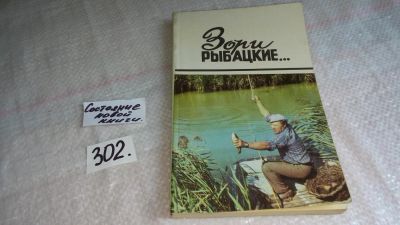 Зори
РЫБАЦКИЕ...
Состояние
новой
книги.
302.